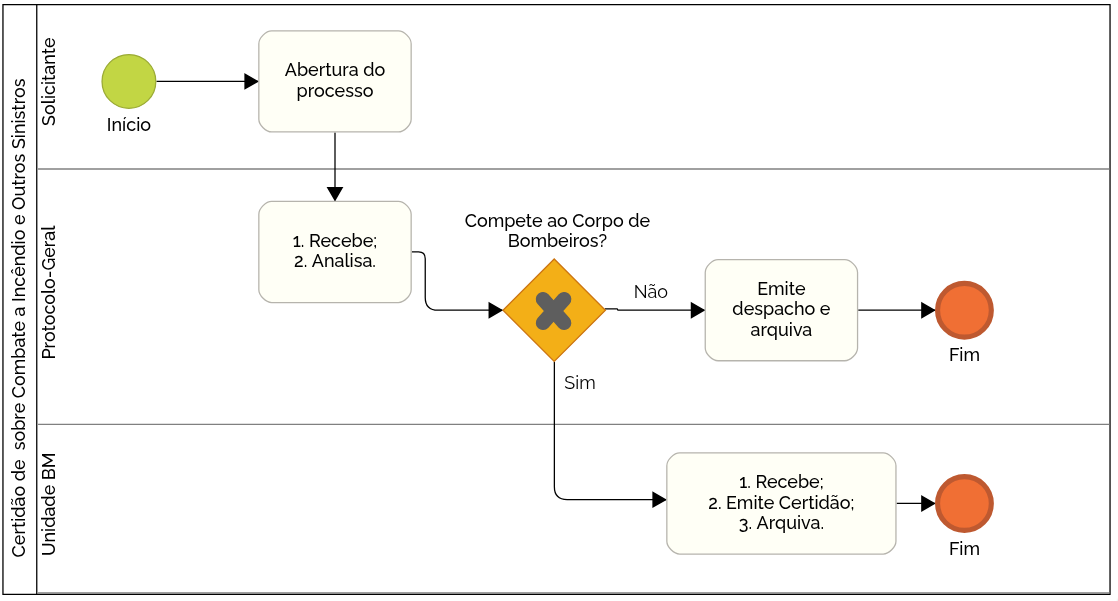 Certidão de  sobre Combate a Incêndio e Outros Sinistros
Solicitante
Início
Abertura do
processo
Protocolo-Geral
1. Recebe;
2. Analisa.
Compete ao Corpo de
Bombeiros?
Não
Emite
despacho e
arquiva
Fim
Sim
Unidade BM
1. Recebe;
2. Emite Certidão;
3. Arquiva.
Fim